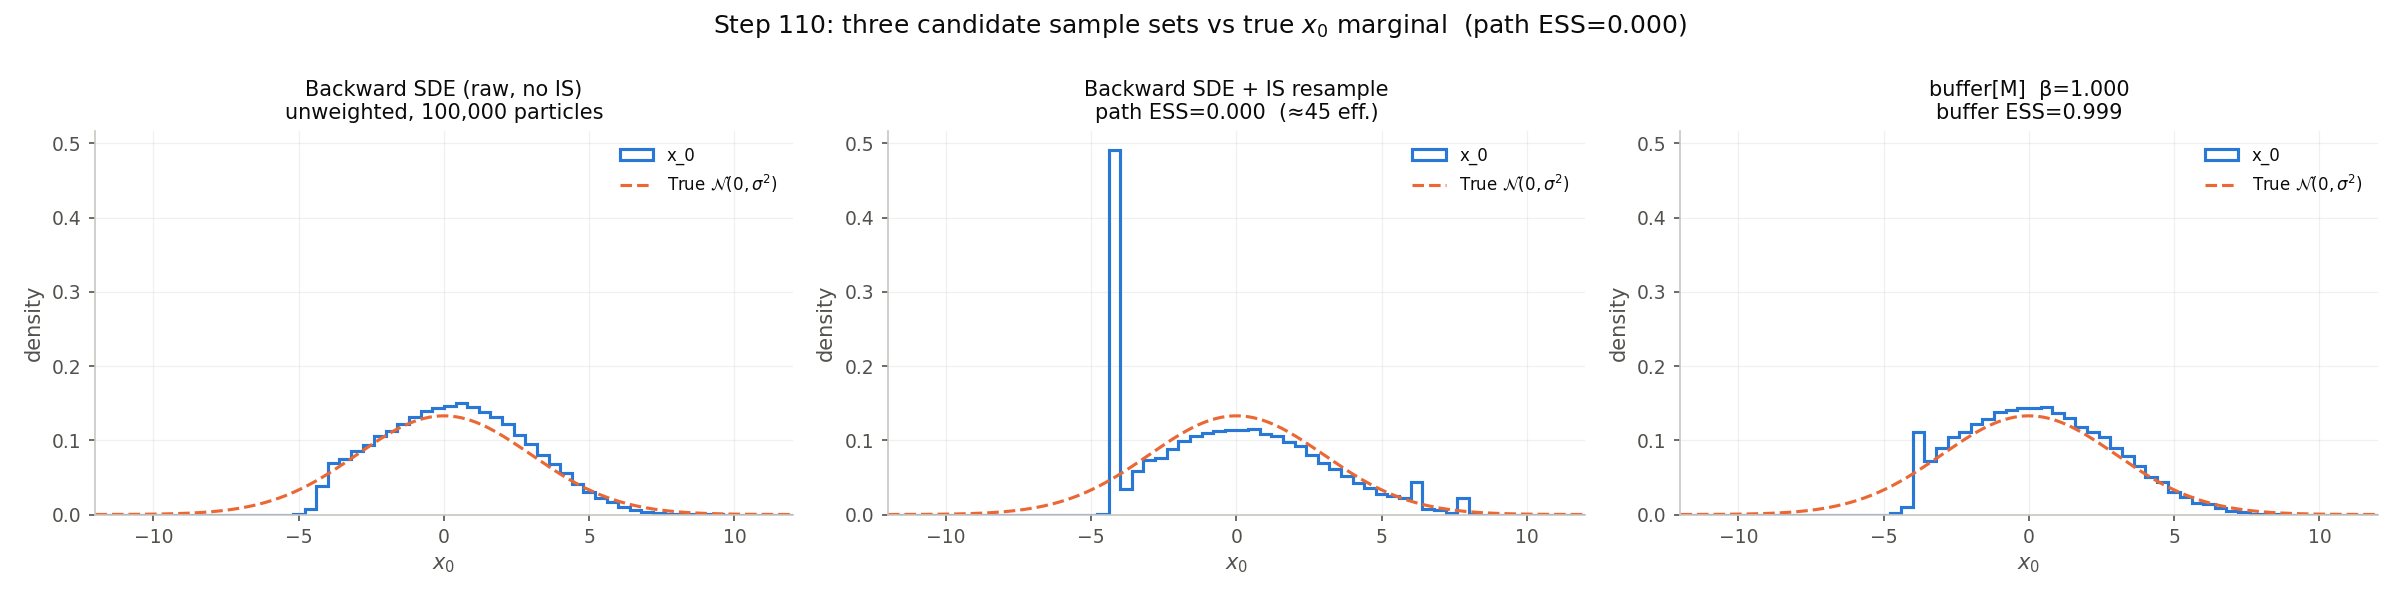 Step 110: three candidate sample sets vs true x₀ marginal (path ESS=0.000)
Backward SDE (raw, no IS)
unweighted, 100,000 particles
x_0
True 𝒩(0, σ²)
0.5
0.4
0.3
0.2
0.1
0.0
density
−10
−5
0
5
10
x₀
Backward SDE + IS resample
path ESS=0.000 (≈45 eff.)
x_0
True 𝒩(0, σ²)
0.5
0.4
0.3
0.2
0.1
0.0
density
−10
−5
0
5
10
x₀
buffer[M] β=1.000
buffer ESS=0.999
x_0
True 𝒩(0, σ²)
0.5
0.4
0.3
0.2
0.1
0.0
density
−10
−5
0
5
10
x₀